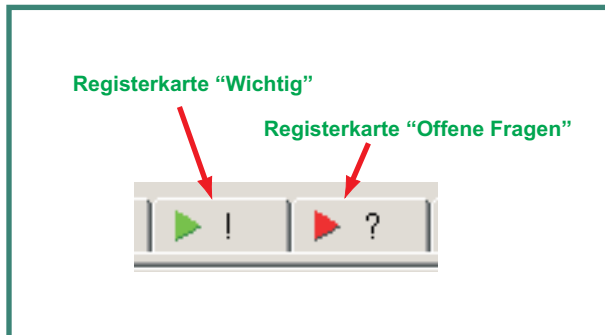 Registerkarte “Wichtig”
Registerkarte “Offene Fragen”
! ?